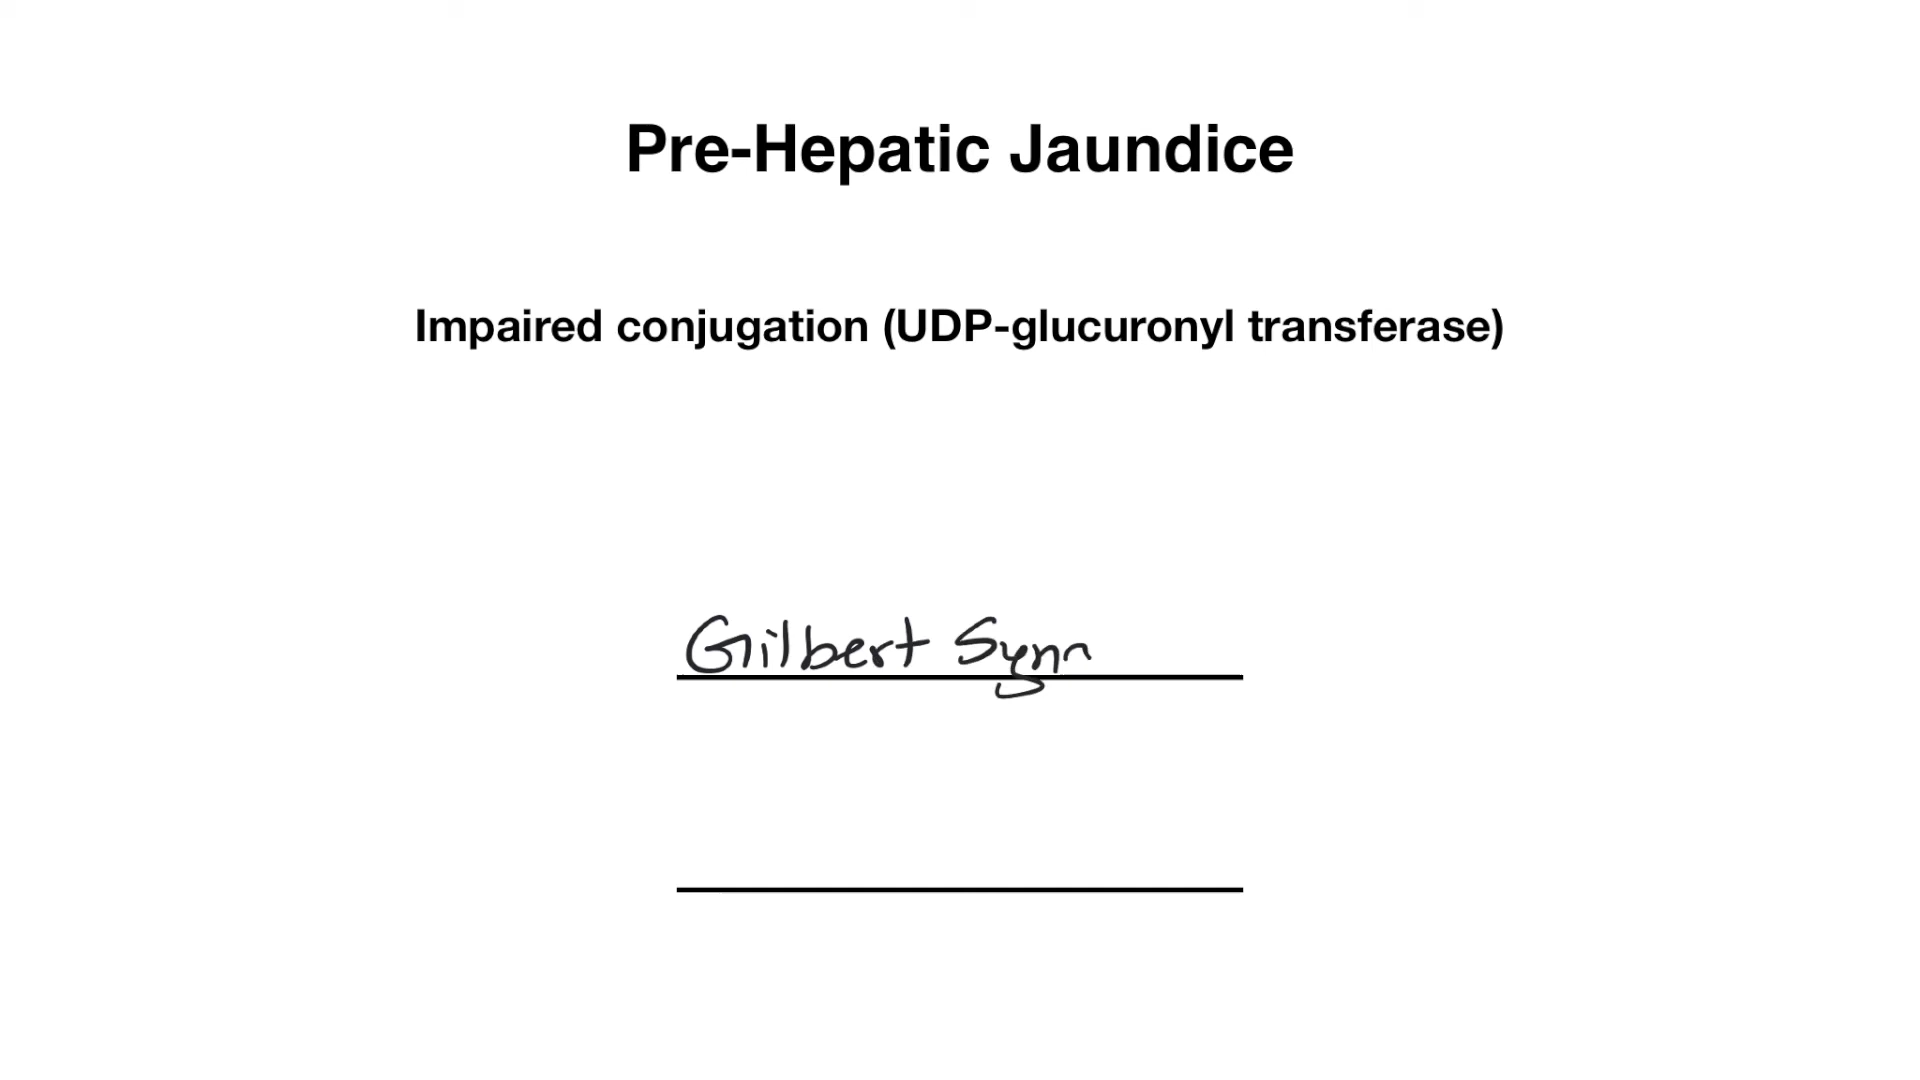 Pre-Hepatic Jaundice
Impaired conjugation (UDP-glucuronyl transferase)
Gilbert Synn